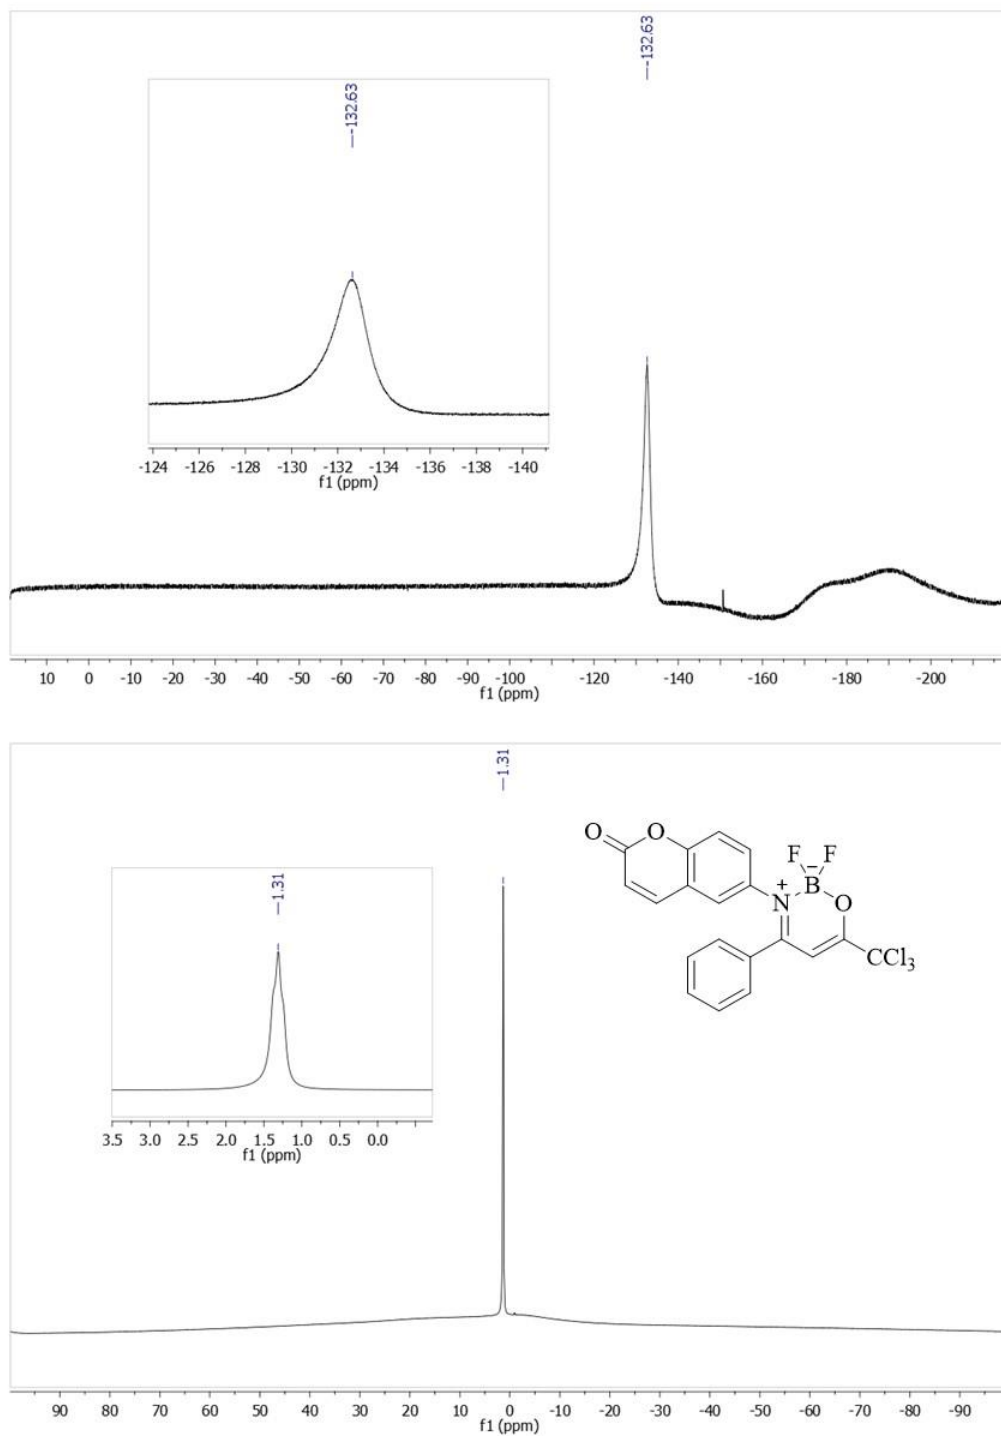 -132.63
-132.63
-124 -126 -128 -130 -132 -134 -136 -138 -140
f1 (ppm)
10 0 -10 -20 -30 -40 -50 -60 -70 -80 -90 -100 -120 -140 -160 -180 -200
f1 (ppm)
1.31
1.31
3.5 3.0 2.5 2.0 1.5 1.0 0.5 0.0
f1 (ppm)
O O
F F
N + B − O
CCl3
90 80 70 60 50 40 30 20 10 0 -10 -20 -30 -40 -50 -60 -70 -80 -90
f1 (ppm)